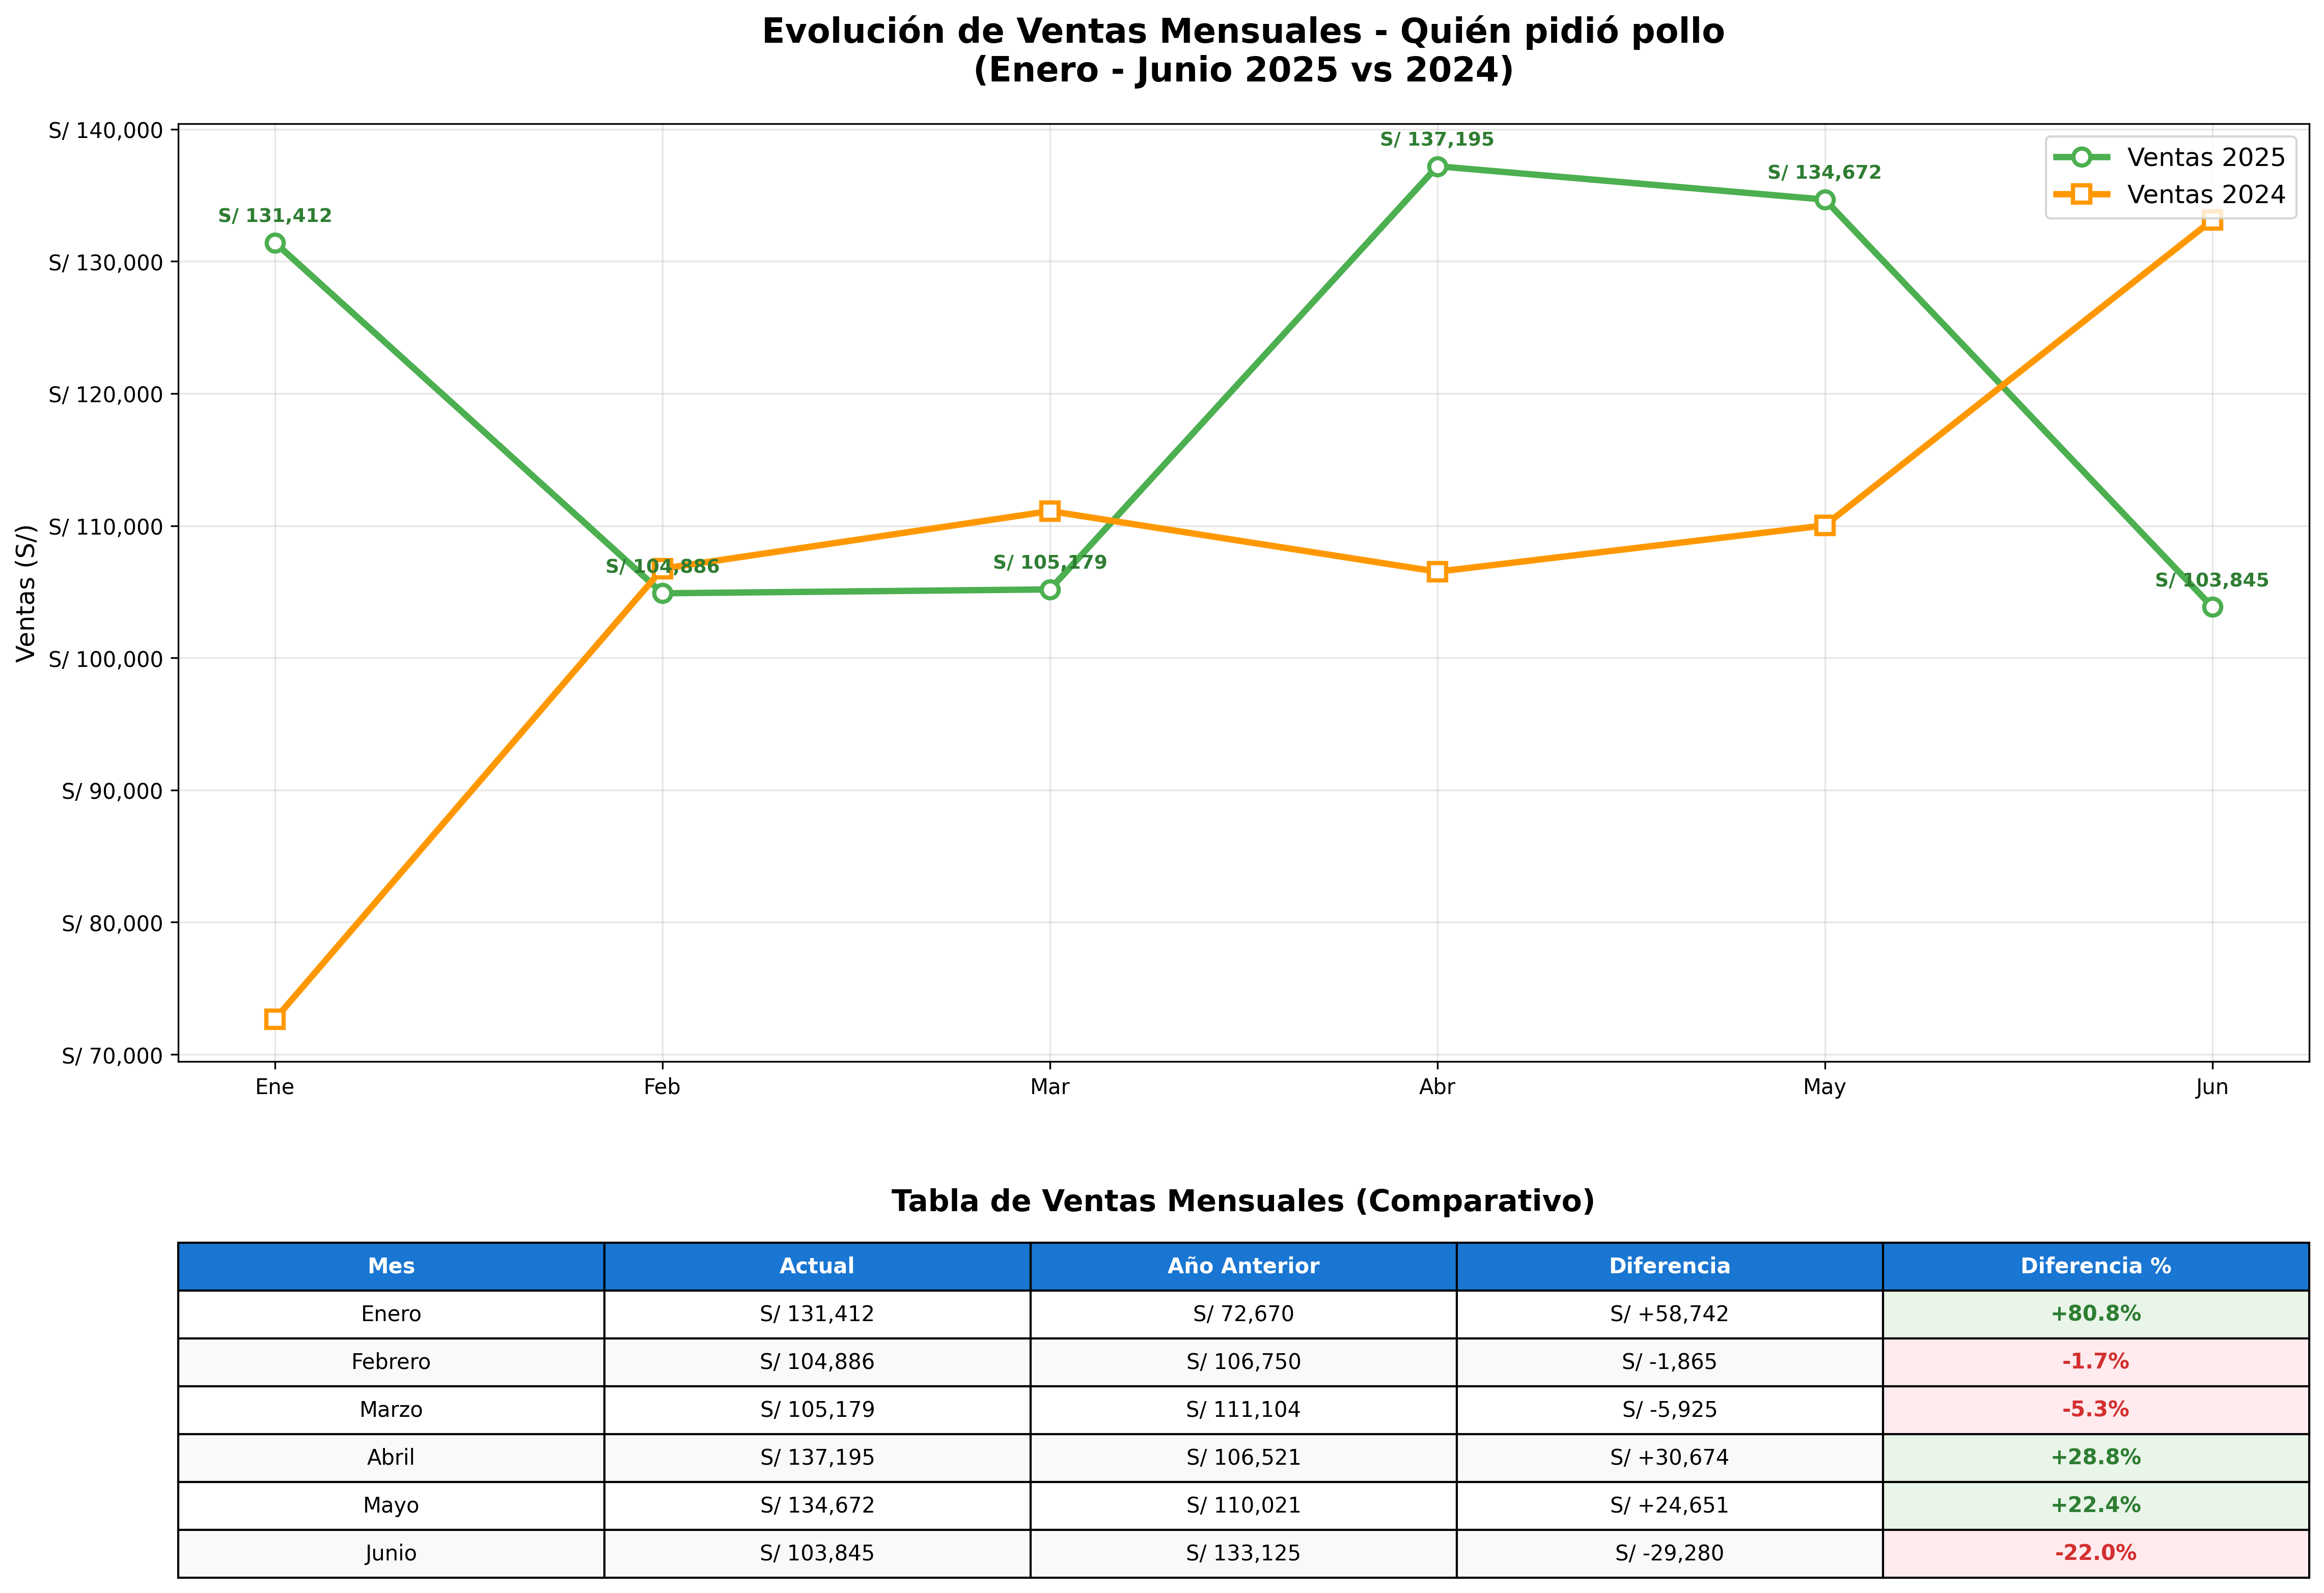 Evolución de Ventas Mensuales - Quién pidió pollo
(Enero - Junio 2025 vs 2024)
Ventas (S/)
S/ 140,000
S/ 130,000
S/ 120,000
S/ 110,000
S/ 100,000
S/ 90,000
S/ 80,000
S/ 70,000
S/ 131,412
S/ 104,886
S/ 105,179
S/ 137,195
S/ 134,672
S/ 103,845
Ventas 2025
Ventas 2024
Ene Feb Mar Abr May Jun
Tabla de Ventas Mensuales (Comparativo)
Mes Actual Año Anterior Diferencia Diferencia %
Enero S/ 131,412 S/ 72,670 S/ +58,742 +80.8%
Febrero S/ 104,886 S/ 106,750 S/ -1,865 -1.7%
Marzo S/ 105,179 S/ 111,104 S/ -5,925 -5.3%
Abril S/ 137,195 S/ 106,521 S/ +30,674 +28.8%
Mayo S/ 134,672 S/ 110,021 S/ +24,651 +22.4%
Junio S/ 103,845 S/ 133,125 S/ -29,280 -22.0%